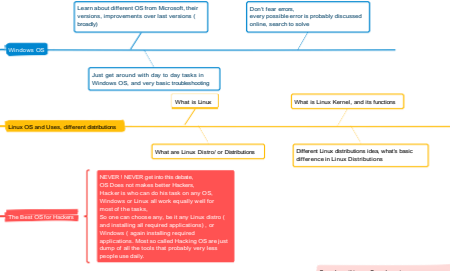 Learn about different OS from Microsoft, their
versions, improvements over last versions (
broadly)
Don't fear errors,
every possible error is probably discussed
online, search to solve
Windows OS
Just get around with day to day tasks in
Windows OS, and very basic troubleshooting
What is Linux
What is Linux Kernel, and its functions
Linux OS and Uses, different distributions
What are Linux Distro/ or Distributions
Different Linux distributions idea, what's basic
difference in Linux Distributions
The Best OS for Hackers
NEVER ! NEVER get into this debate,
OS Does not makes better Hackers,
Hacker is who can do his task on any OS,
Windows or Linux all work equally well for
most of the tasks,
So one can choose any, be it any Linux distro (
and installing all required applications) , or
Windows ( again installing required
applications. Most so called Hacking OS are just
dump of all the tools that probably very less
people use daily.